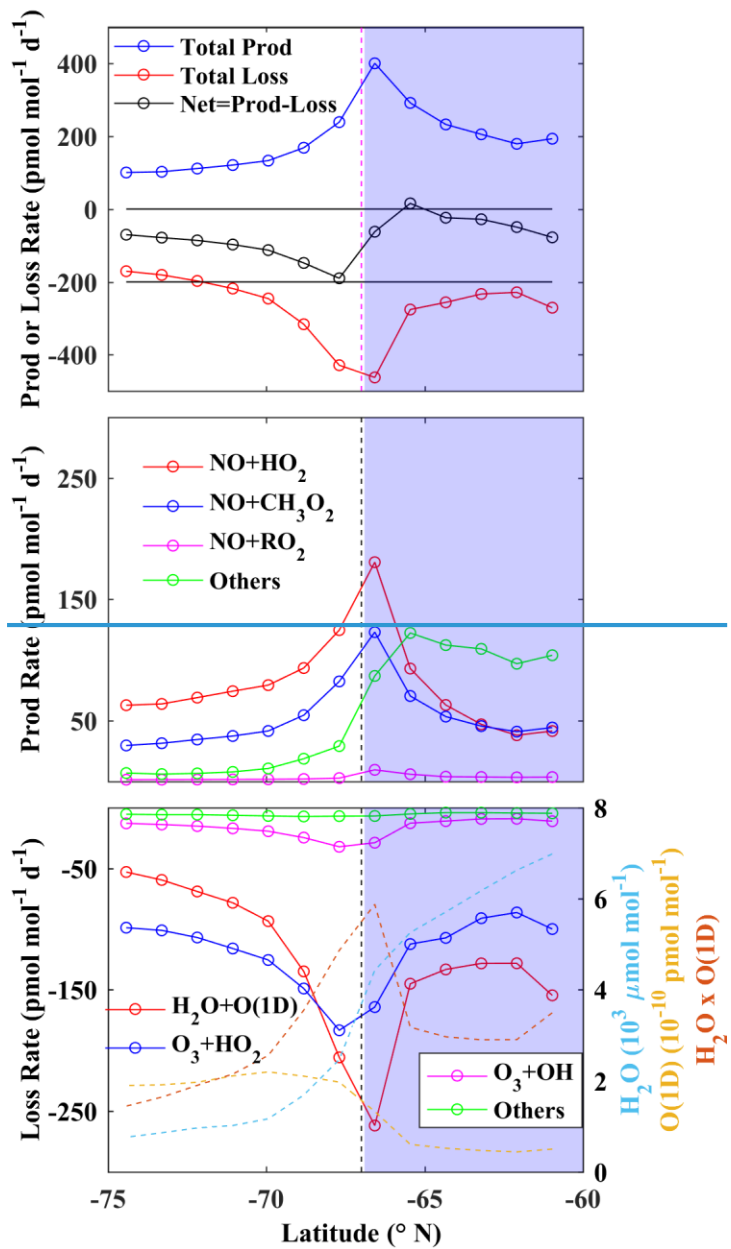 400
200
0
-200
-400
Prod or Loss Rate (pmol mol⁻¹ d⁻¹)
Total Prod
Total Loss
Net=Prod-Loss
250
150
50
Prod Rate (pmol mol⁻¹ d⁻¹)
NO+HO₂
NO+CH₃O₂
NO+RO₂
Others
-50
-150
-250
Loss Rate (pmol mol⁻¹ d⁻¹)
H₂O+O(1D)
O₃+HO₂
O₃+OH
Others
8
6
4
2
0
H₂O (10³ μmol mol⁻¹)
O(1D) (10⁻¹⁰ pmol mol⁻¹)
H₂O x O(1D)
-75
-70
-65
-60
Latitude (° N)